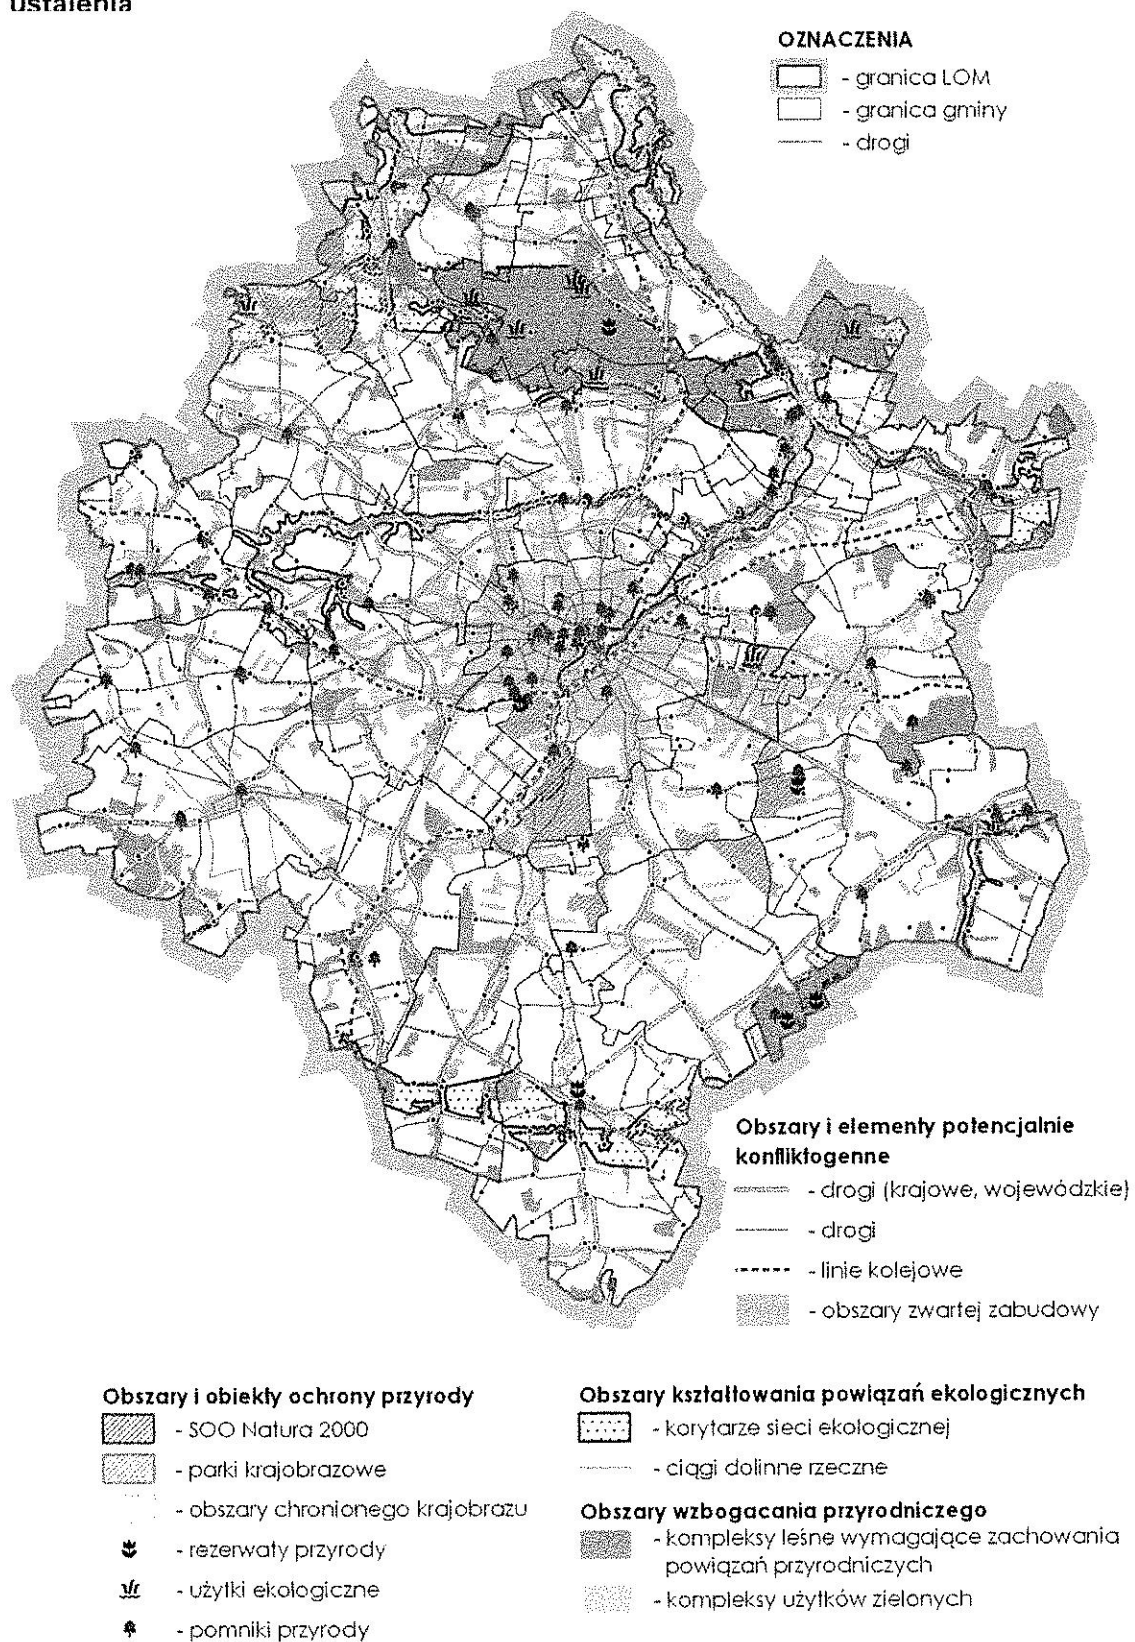 ustalenia
OZNACZENIA
- granica LOM
- granica gminy
- drogi
Obszary i elementy potencjalnie
konfliktogenne
- drogi (krajowe, wojewódzkie)
- drogi
- linie kolejowe
- obszary zwartej zabudowy
Obszary i obiekty ochrony przyrody
- SOO Natura 2000
- parki krajobrazowe
- obszary chronionego krajobrazu
- rezerwaty przyrody
- użytki ekologiczne
- pomniki przyrody
Obszary kształtowania powiązań ekologicznych
- korytarze sieci ekologicznej
- ciągi dolinne rzeczne
Obszary wzbogacania przyrodniczego
- kompleksy leśne wymagające zachowania
powiązań przyrodniczych
- kompleksy użytków zielonych